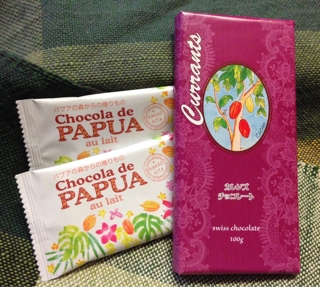 パプアの森からの贈りもの
Chocola de
PAPUA
au lait
パプアの森からの贈りもの
Chocola de
PAPUA
au lait
Currants
カレンズ
チョコレート
swiss chocolate
100g